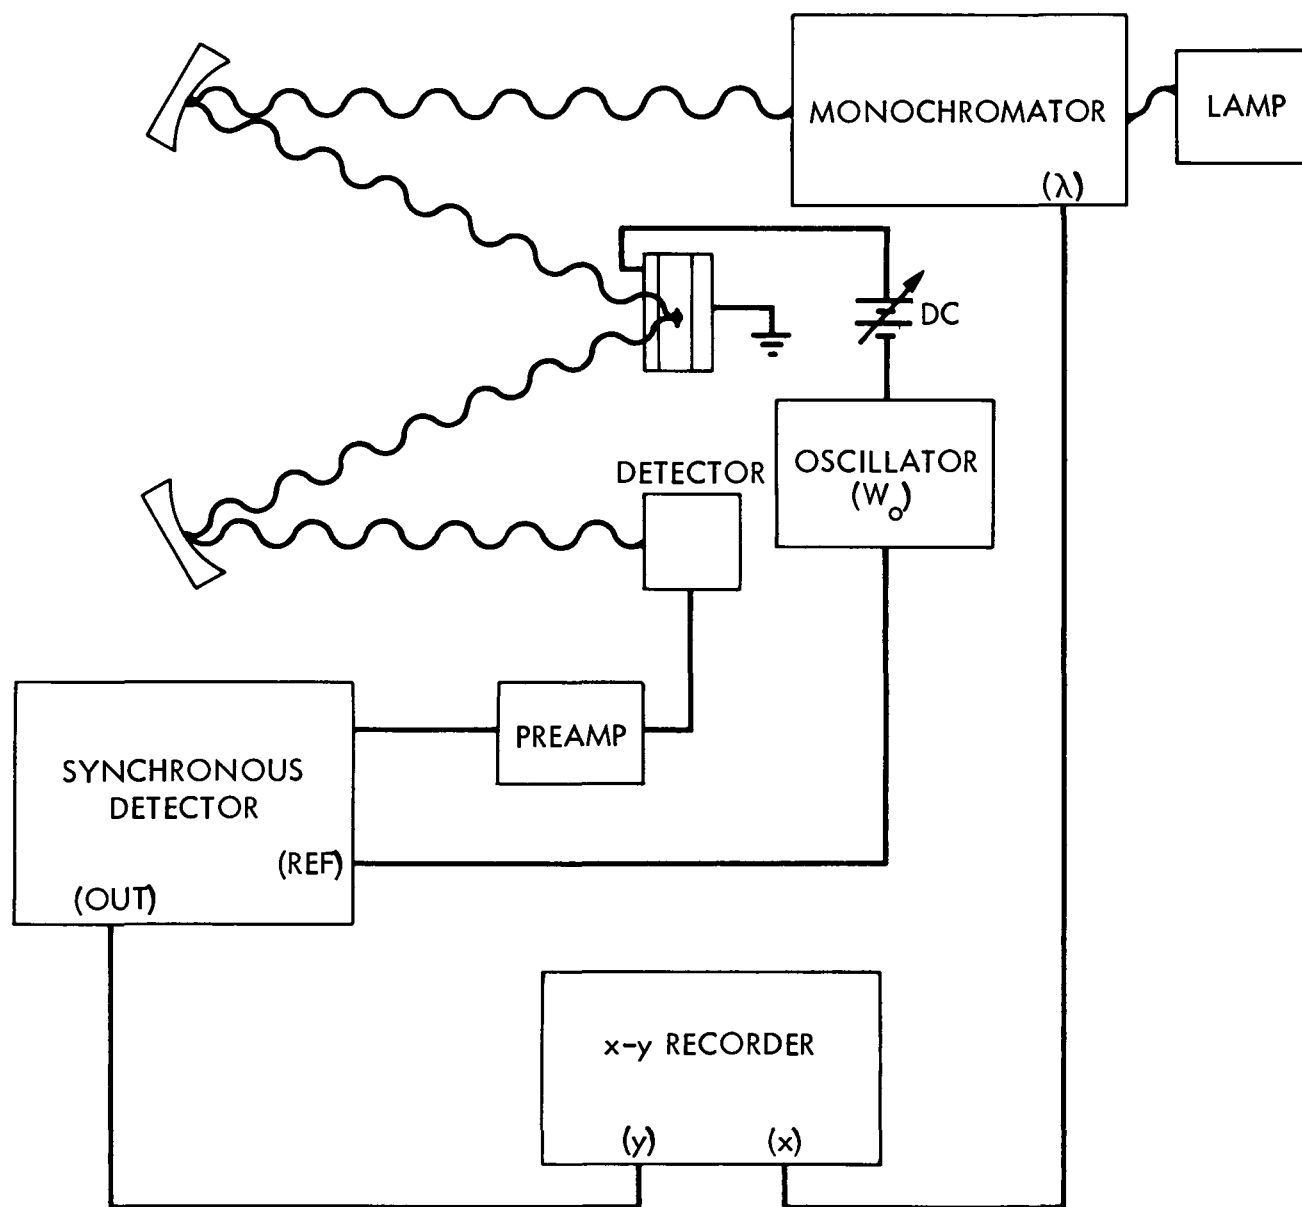 MONOCHROMATOR
(λ)
LAMP
DC
OSCILLATOR
(W₀)
DETECTOR
PREAMP
SYNCHRONOUS
DETECTOR
(REF)
(OUT)
x-y RECORDER
(y)
(x)